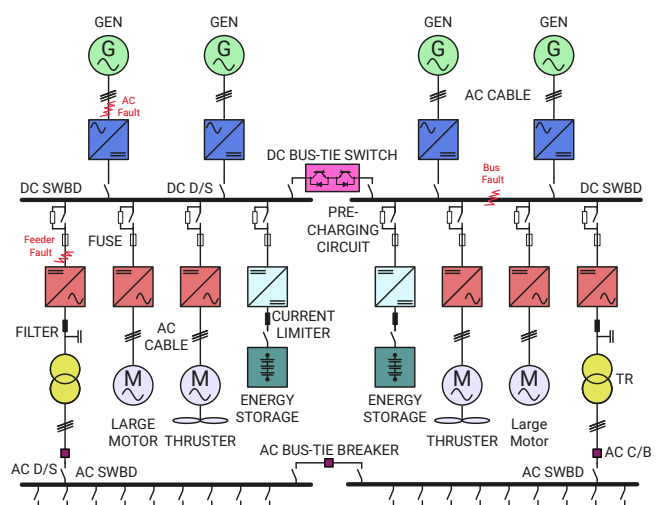 GEN
GEN
GEN
GEN
G
G
G
G
AC
Fault
AC CABLE
DC BUS-TIE SWITCH
Bus
Fault
DC SWBD
DC D/S
DC SWBD
PRE-
CHARGING
CIRCUIT
FUSE
Feeder
Fault
FILTER
AC
CABLE
CURRENT
LIMITER
M
M
M
M
TR
LARGE
MOTOR
THRUSTER
ENERGY
STORAGE
ENERGY
STORAGE
THRUSTER
Large
Motor
AC BUS-TIE BREAKER
AC C/B
AC D/S
AC SWBD
AC SWBD